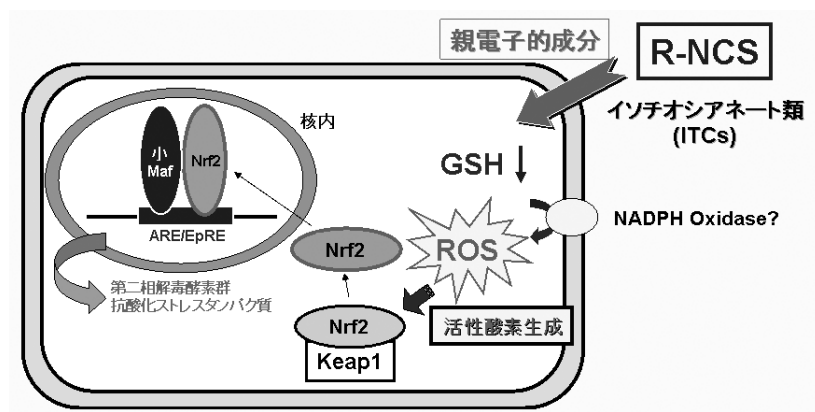 親電子的成分
R-NCS
イソチオシアネート類
(ITCs)
核内
小
Maf
Nrf2
GSH
ARE/EpRE
NADPH Oxidase?
Nrf2
ROS
第二相解毒酵素群
抗酸化ストレスタンパク質
Nrf2
活性酸素生成
Keap1